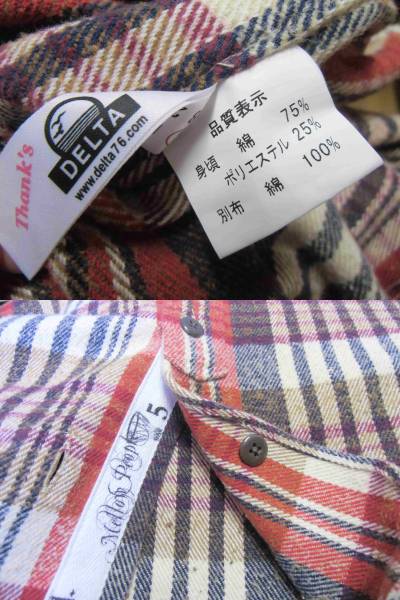 Thank's
DELTA
www.delta76.com
品質表示
身頃 綿 75%
ポリエステル 25%
別布 綿 100%
5
Mellow Peep